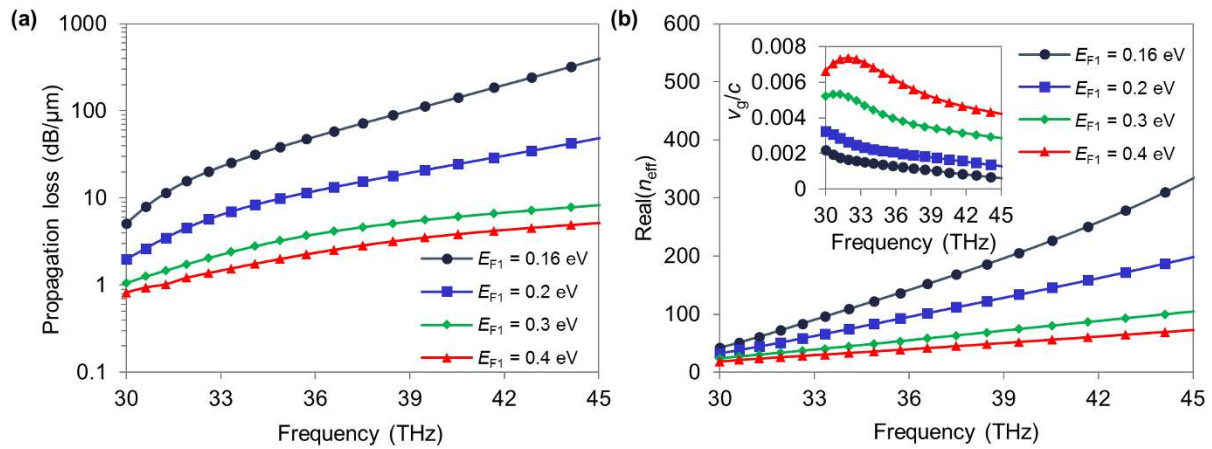 (a)
Propagation loss (dB/μm)
1000
100
10
1
0.1
30
33
36
39
42
45
Frequency (THz)
E_F1 = 0.16 eV
E_F1 = 0.2 eV
E_F1 = 0.3 eV
E_F1 = 0.4 eV
(b)
Real(n_eff)
600
500
400
300
200
100
0
30
33
36
39
42
45
Frequency (THz)
v_g/c
0.008
0.006
0.004
0.002
0
30 33 36 39 42 45
Frequency (THz)
E_F1 = 0.16 eV
E_F1 = 0.2 eV
E_F1 = 0.3 eV
E_F1 = 0.4 eV